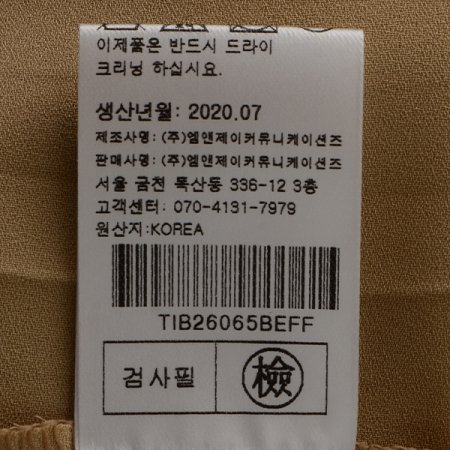 이제품은 반드시 드라이
크리닝 하십시요.
생산년월: 2020.07
제조사명: (주)엠앤제이커뮤니케이션즈
판매사명: (주)엠앤제이커뮤니케이션즈
서울 금천 독산동 336-12 3층
고객센터: 070-4131-7979
원산지:KOREA
TIB26065BEFF
검사필 檢